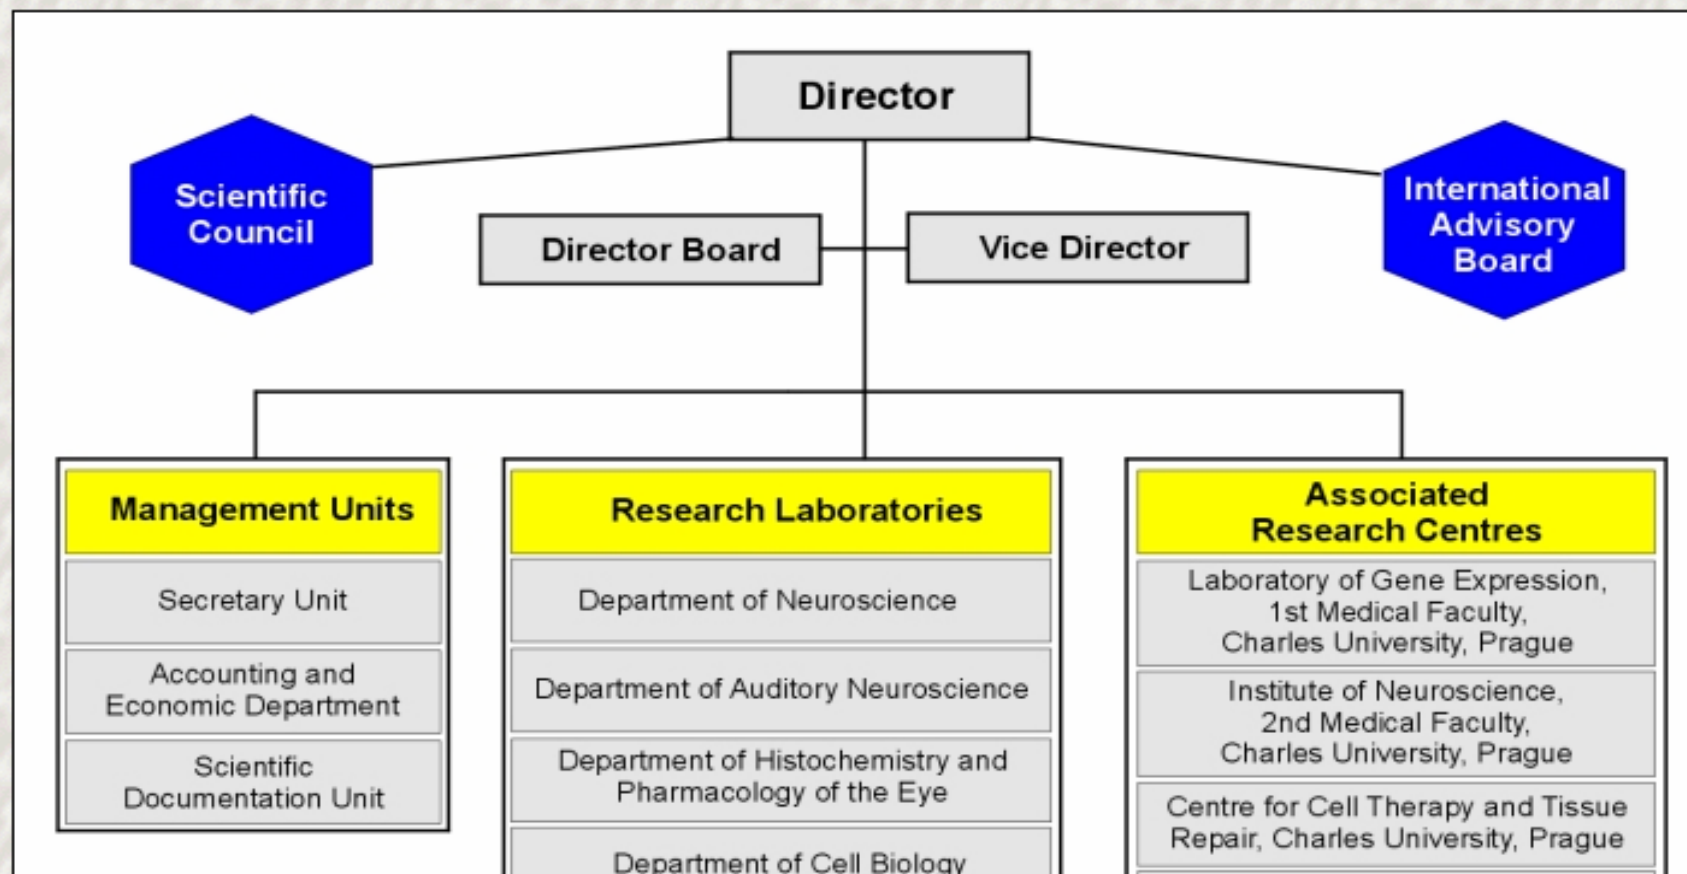 Director
Scientific
Council
International
Advisory
Board
Director Board
Vice Director
Management Units
Secretary Unit
Accounting and
Economic Department
Scientific
Documentation Unit
Research Laboratories
Department of Neuroscience
Department of Auditory Neuroscience
Department of Histochemistry and
Pharmacology of the Eye
Department of Cell Biology
Associated
Research Centres
Laboratory of Gene Expression,
1st Medical Faculty,
Charles University, Prague
Institute of Neuroscience,
2nd Medical Faculty,
Charles University, Prague
Centre for Cell Therapy and Tissue
Repair, Charles University, Prague